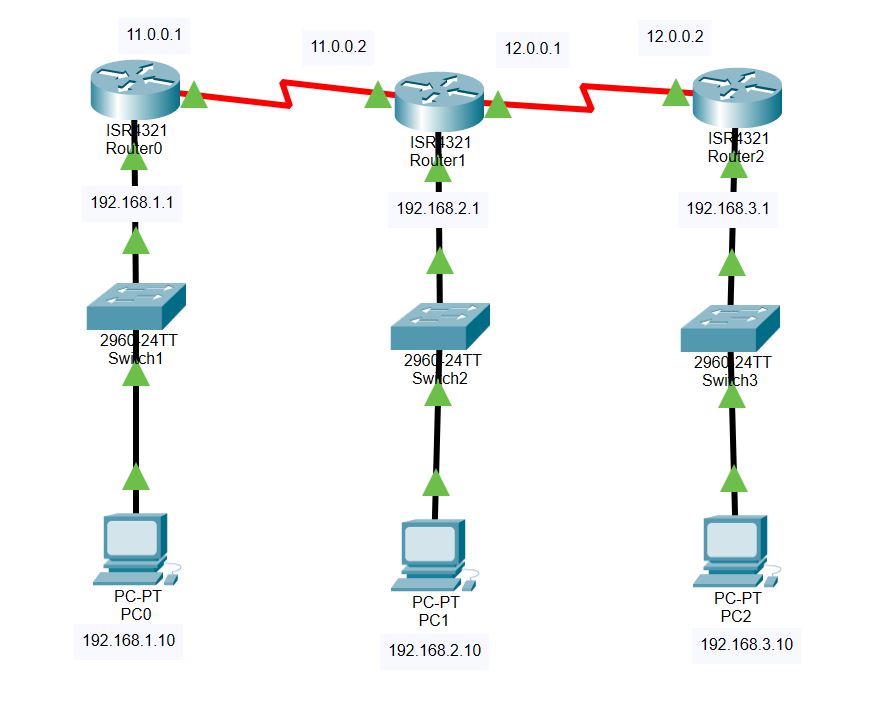 11.0.0.1
11.0.0.2
12.0.0.1
12.0.0.2
ISR4321
Router0
ISR4321
Router1
ISR4321
Router2
192.168.1.1
192.168.2.1
192.168.3.1
2960-24TT
Switch1
2960-24TT
Switch2
2960-24TT
Switch3
PC-PT
PC0
PC-PT
PC1
PC-PT
PC2
192.168.1.10
192.168.2.10
192.168.3.10